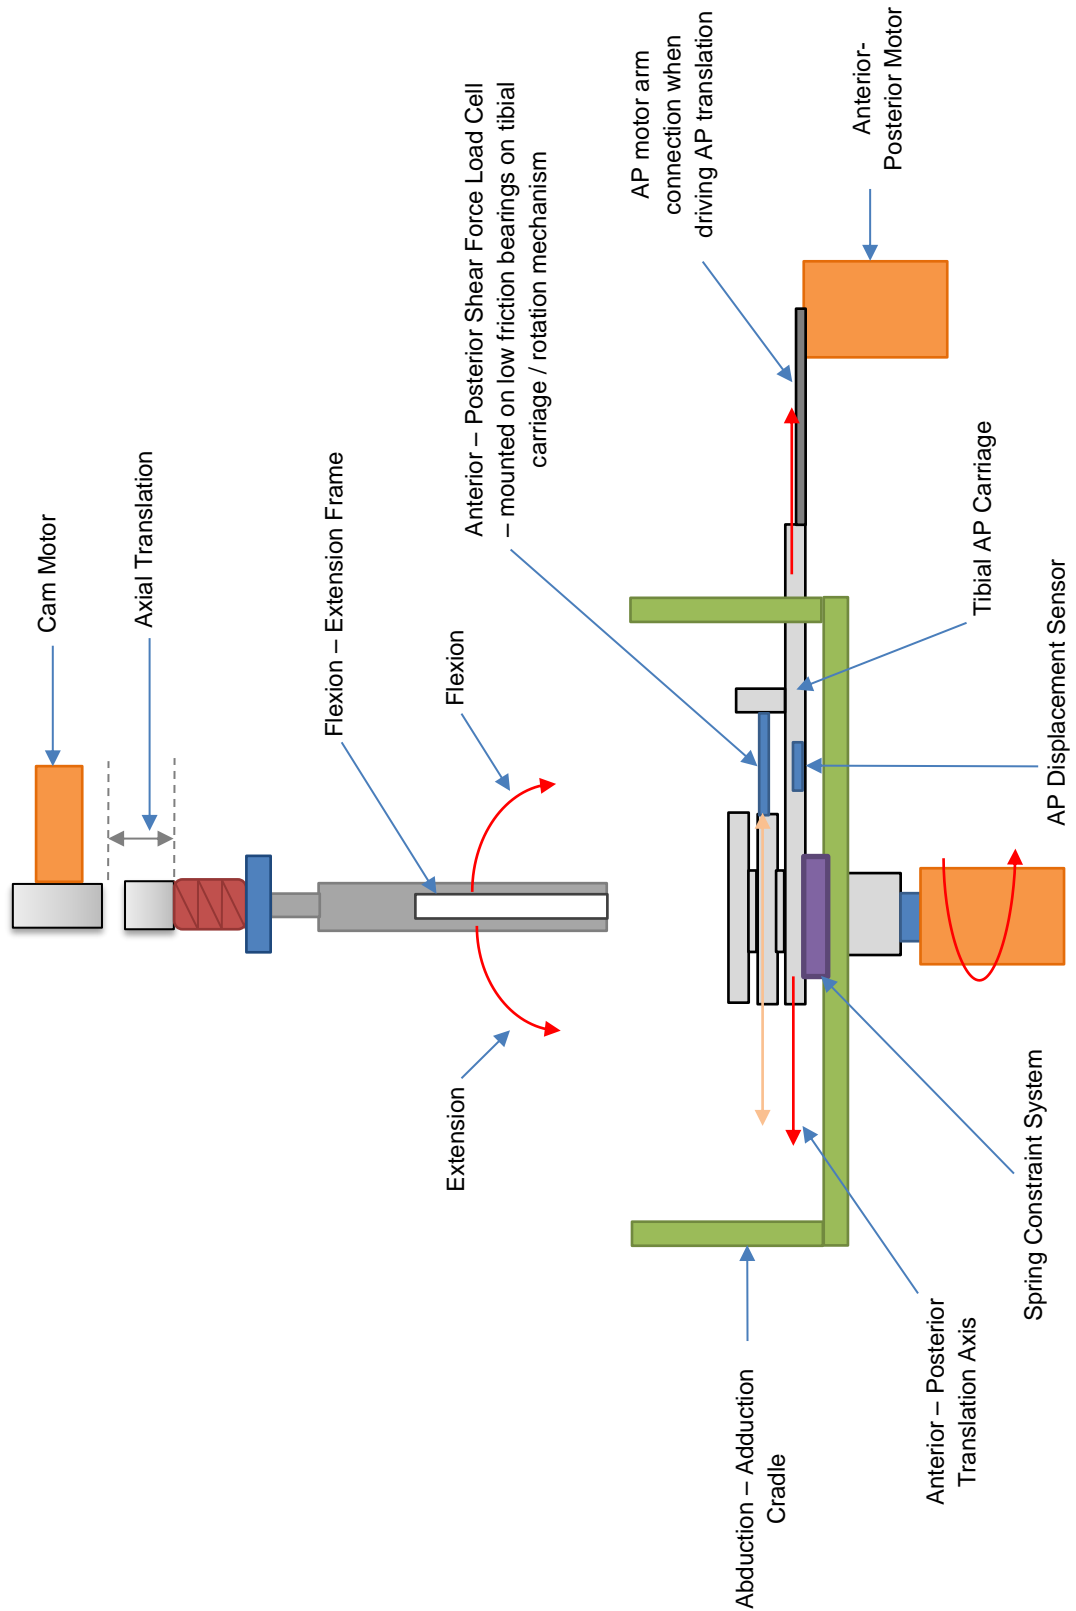 Cam Motor
Axial Translation
Flexion – Extension Frame
Flexion
Extension
Anterior – Posterior Shear Force Load Cell
– mounted on low friction bearings on tibial
carriage / rotation mechanism
AP motor arm
connection when
driving AP translation
Anterior-
Posterior Motor
Tibial AP Carriage
AP Displacement Sensor
Spring Constraint System
Anterior – Posterior
Translation Axis
Abduction – Adduction
Cradle